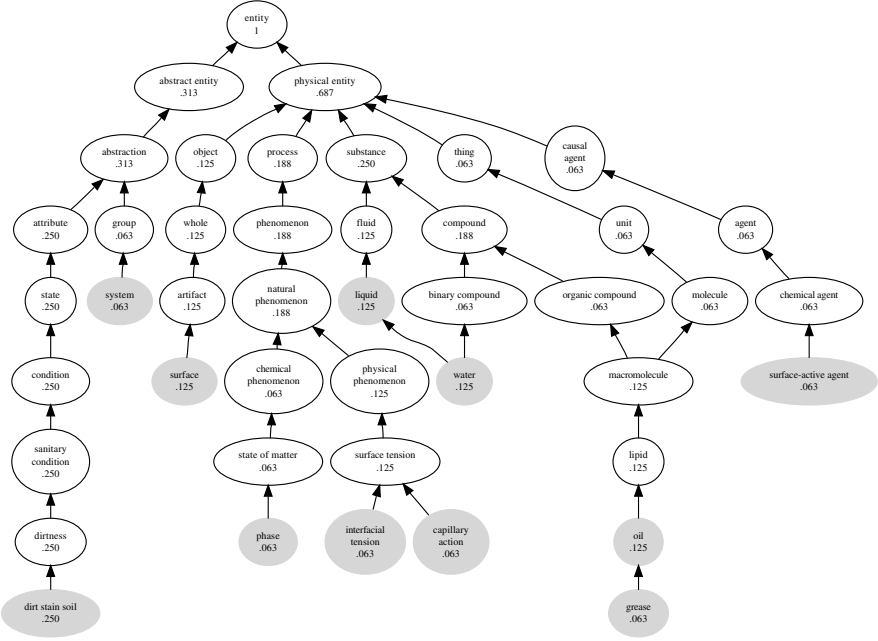 entity
1
abstract entity
.313
physical entity
.687
abstraction
.313
object
.125
process
.188
substance
.250
thing
.063
causal
agent
.063
attribute
.250
group
.063
whole
.125
phenomenon
.188
fluid
.125
compound
.188
unit
.063
agent
.063
state
.250
system
.063
artifact
.125
natural
phenomenon
.188
liquid
.125
binary compound
.063
organic compound
.063
molecule
.063
chemical agent
.063
condition
.250
surface
.125
chemical
phenomenon
.063
physical
phenomenon
.125
water
.125
macromolecule
.125
surface-active agent
.063
sanitary
condition
.250
state of matter
.063
surface tension
.125
lipid
.125
dirtness
.250
phase
.063
interfacial
tension
.063
capillary
action
.063
oil
.125
dirt stain soil
.250
grease
.063